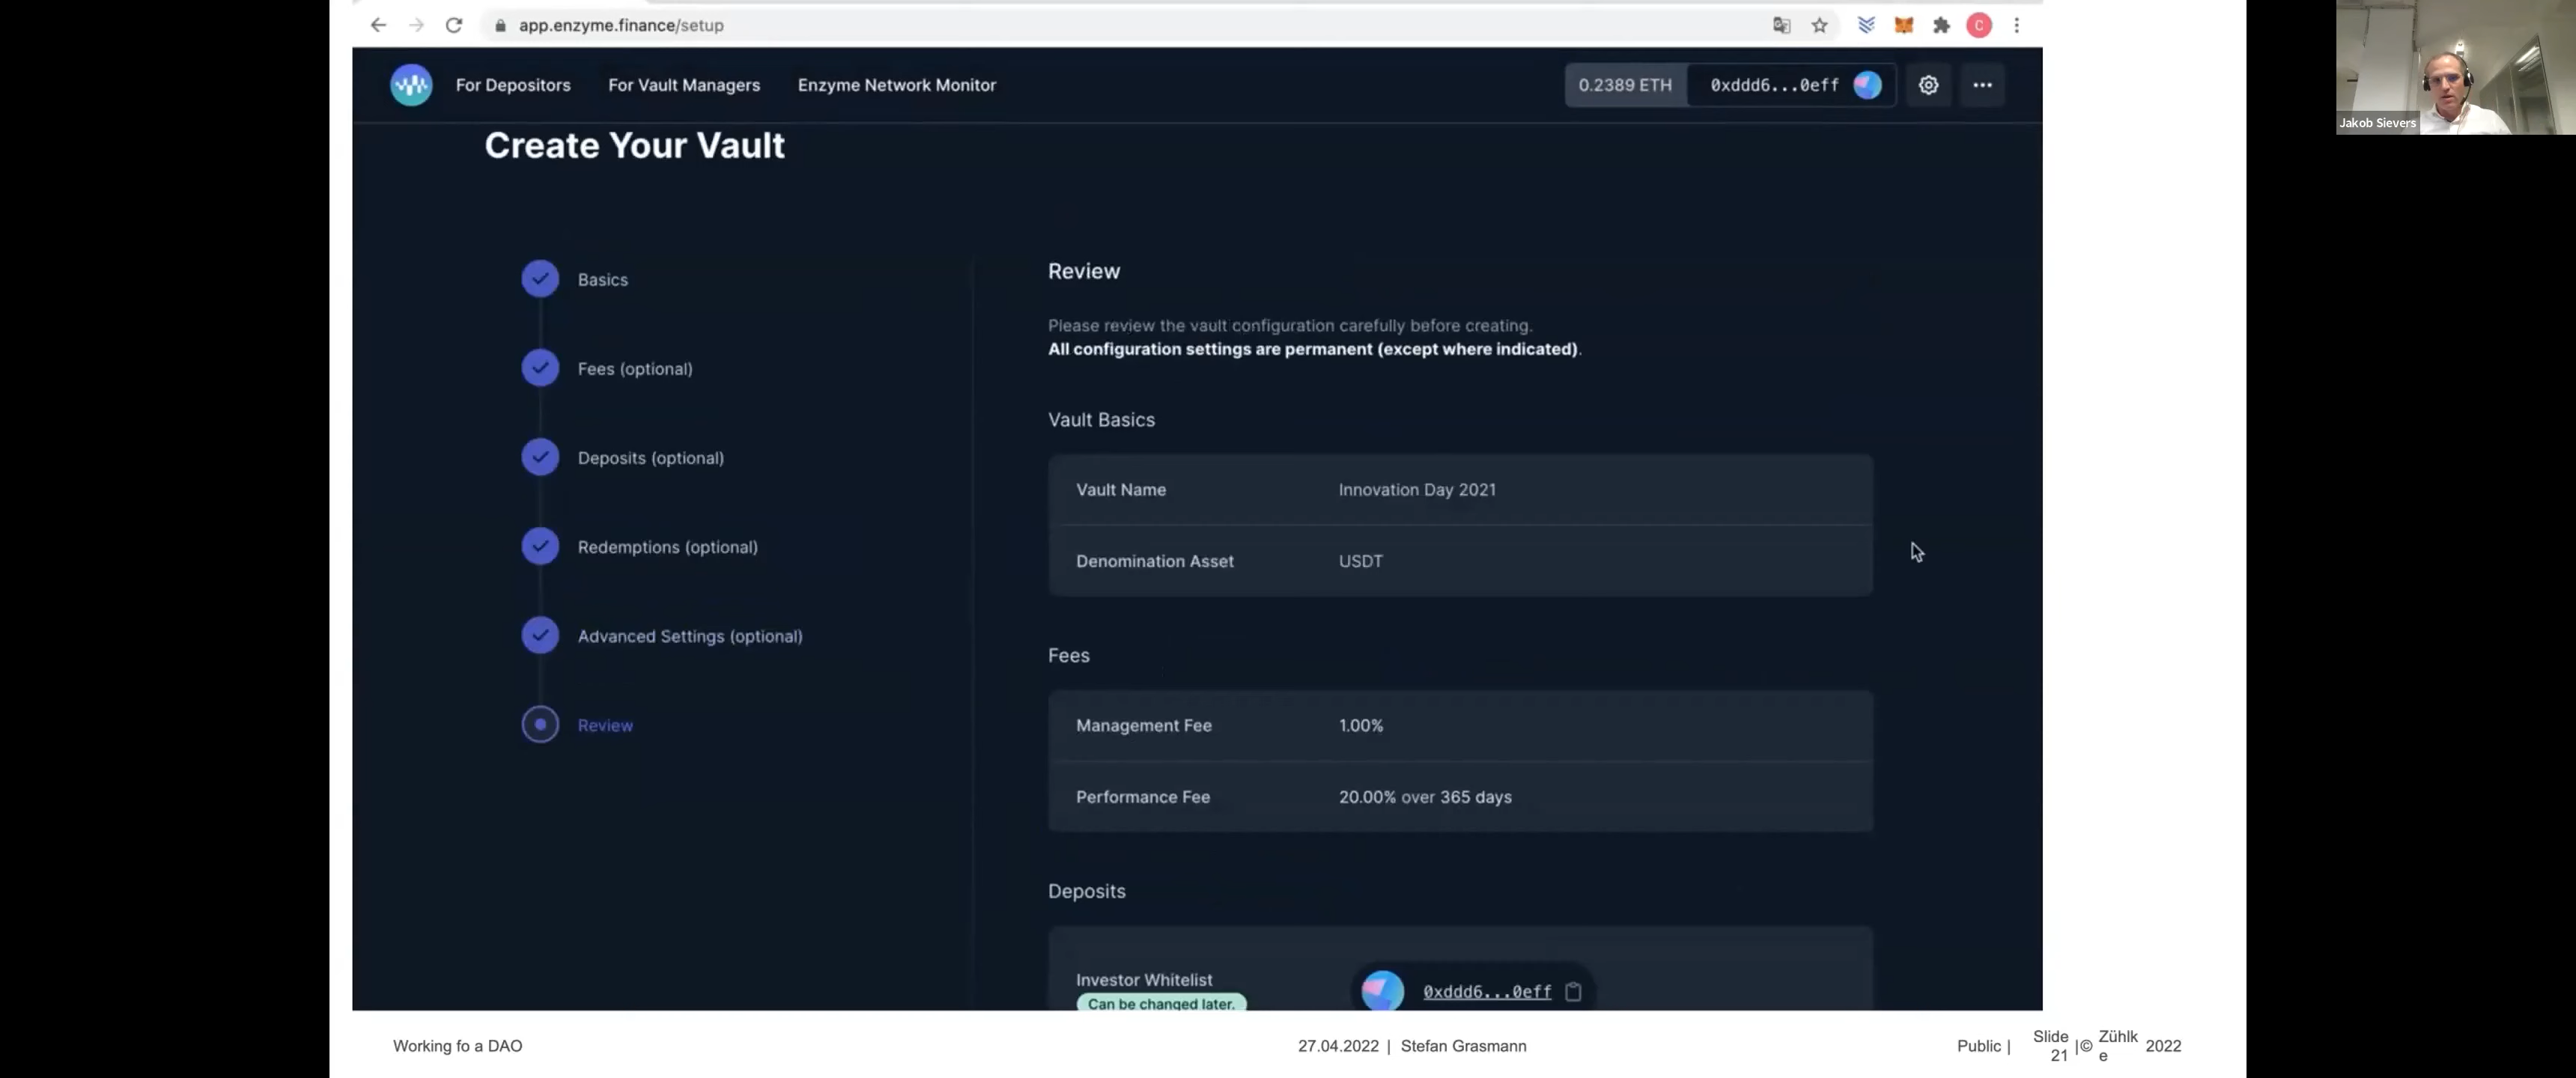 app.enzyme.finance/setup
C
For Depositors
For Vault Managers
Enzyme Network Monitor
0.2389 ETH
0xddd6...0eff
Jakob Sievers
Create Your Vault
Basics
Fees (optional)
Deposits (optional)
Redemptions (optional)
Advanced Settings (optional)
Review
Review
Please review the vault configuration carefully before creating.
All configuration settings are permanent (except where indicated).
Vault Basics
Vault Name Innovation Day 2021
Denomination Asset USDT
Fees
Management Fee 1.00%
Performance Fee 20.00% over 365 days
Deposits
Investor Whitelist
Can be changed later.
0xddd6...0eff
Working fo a DAO
27.04.2022 | Stefan Grasmann
Public |
Slide
21
|©
Zühlk
e
2022